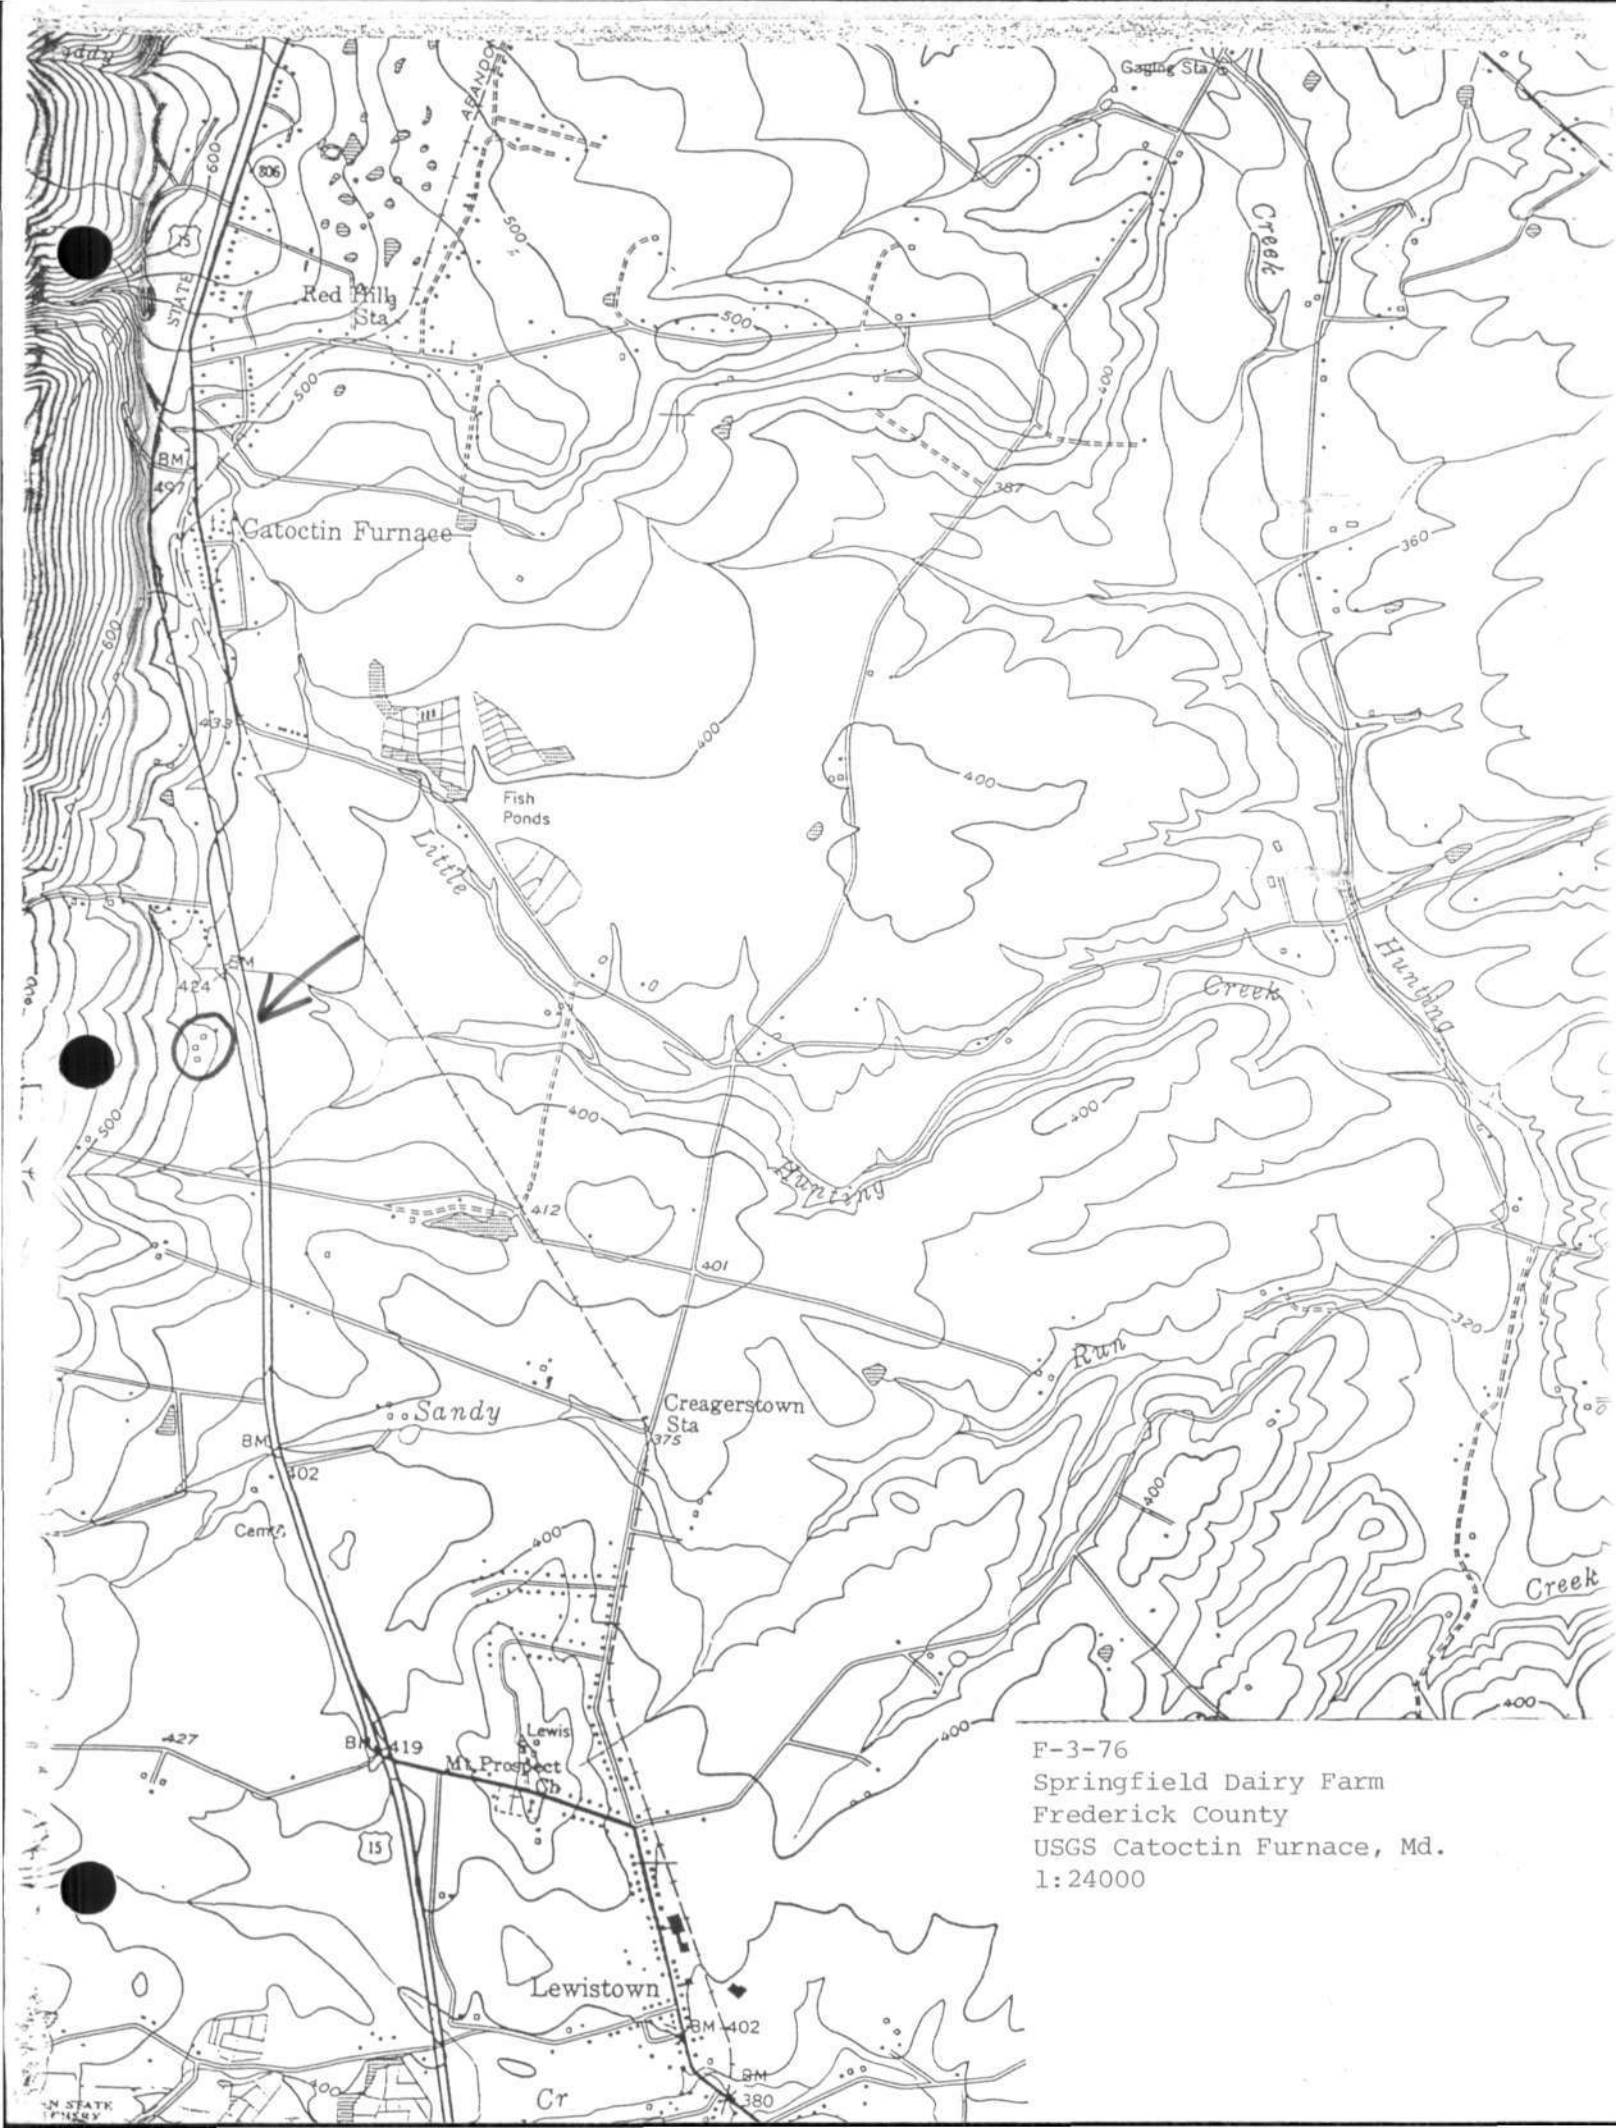 Gaging Sta
ABANDO
600
806
15
STATE
500
Creek
Red Hill
Sta
500
500
400
BM
497
387
Catoctin Furnace
360
600
433
400
400
Fish
Ponds
Little
BM
424
Hunting
Creek
500
400
400
Hunting
412
401
320
Run
Sandy
Creagerstown
Sta
375
BM
402
400
Cem
400
Creek
400
400
427
BM
419
Lewis
Mt Prospect
Ch
15
F-3-76
Springfield Dairy Farm
Frederick County
USGS Catoctin Furnace, Md.
1:24000
Lewistown
BM 402
400
Cr
BM
380
N STATE